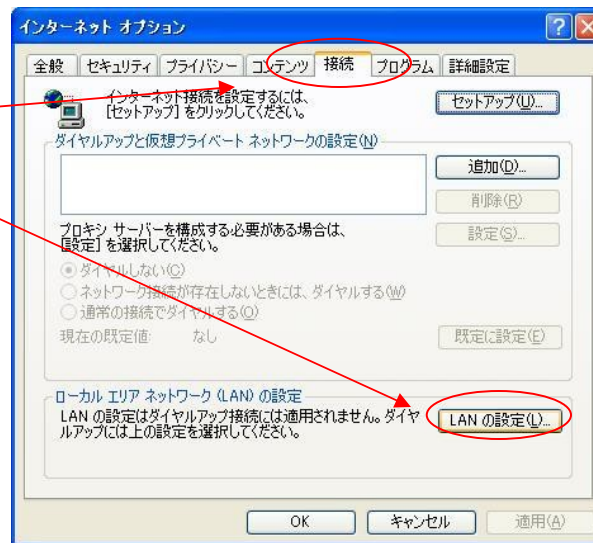 インターネット オプション
全般 セキュリティ プライバシー コンテンツ 接続 プログラム 詳細設定
インターネット接続を設定するには、
[セットアップ] をクリックしてください。
セットアップ(U)...
ダイヤルアップと仮想プライベート ネットワークの設定(N)
追加(D)...
削除(R)
プロキシ サーバーを構成する必要がある場合は、
[設定] を選択してください。
設定(S)...
ダイヤルしない(C)
ネットワーク接続が存在しないときには、ダイヤルする(W)
通常の接続でダイヤルする(O)
現在の既定値: なし
既定に設定(E)
ローカル エリア ネットワーク (LAN) の設定
LAN の設定はダイヤルアップ接続には適用されません。ダイヤ
ルアップには上の設定を選択してください。
LAN の設定(L)...
OK キャンセル 適用(A)